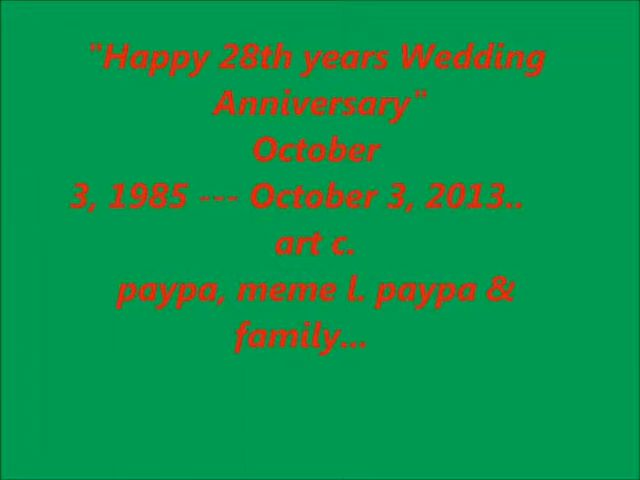 "Happy 28th years Wedding
Anniversary"
October
3, 1985 --- October 3, 2013..
art c.
paypa, meme l. paypa &
family...